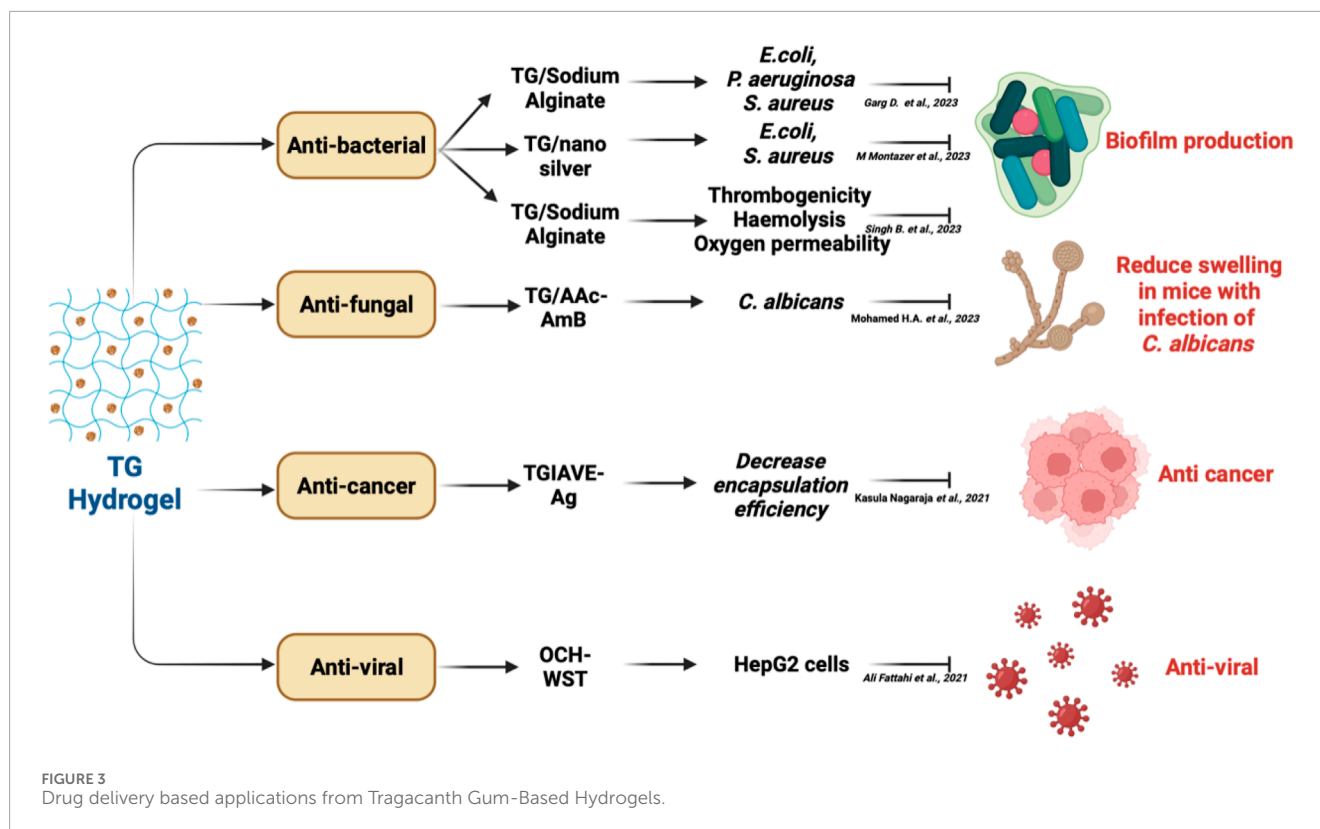 TG
Hydrogel
Anti-bacterial
TG/Sodium
Alginate
E.coli,
P. aeruginosa
S. aureus
Garg D. et al., 2023
TG/nano
silver
E.coli,
S. aureus
M Montazer et al., 2023
TG/Sodium
Alginate
Thrombogenicity
Haemolysis
Oxygen permeability
Singh B. et al., 2023
Biofilm production
Anti-fungal
TG/AAc-
AmB
C. albicans
Mohamed H.A. et al., 2023
Reduce swelling
in mice with
infection of
C. albicans
Anti-cancer
TGIAVE-
Ag
Decrease
encapsulation
efficiency
Kasula Nagaraja et al., 2021
Anti cancer
Anti-viral
OCH-
WST
HepG2 cells
Ali Fattahi et al., 2021
Anti-viral
FIGURE 3
Drug delivery based applications from Tragacanth Gum-Based Hydrogels.